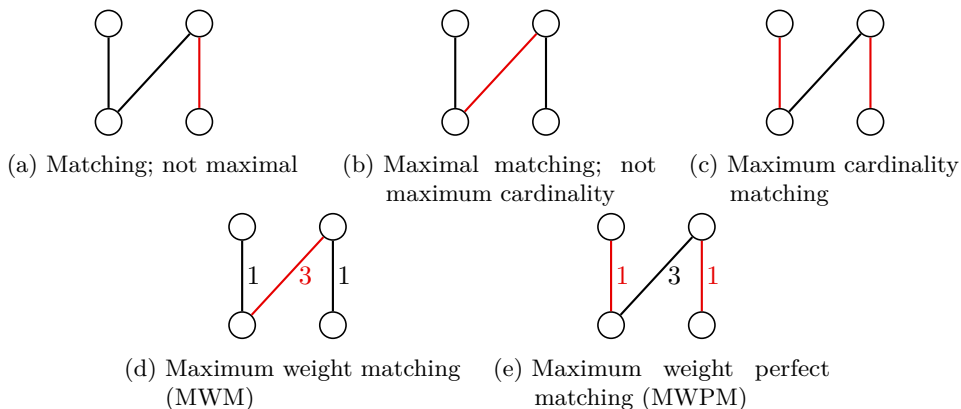 (a) Matching; not maximal
(b) Maximal matching; not
maximum cardinality
(c) Maximum cardinality
matching
1
3
1
1
3
1
(d) Maximum weight matching
(MWM)
(e) Maximum weight perfect
matching (MWPM)